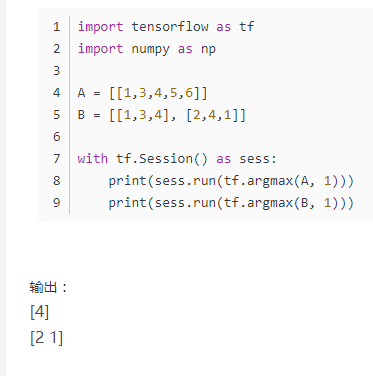 1 import tensorflow as tf
2 import numpy as np
3
4 A = [[1,3,4,5,6]]
5 B = [[1,3,4], [2,4,1]]
6
7 with tf.Session() as sess:
8     print(sess.run(tf.argmax(A, 1)))
9     print(sess.run(tf.argmax(B, 1)))
输出：
[4]
[2 1]